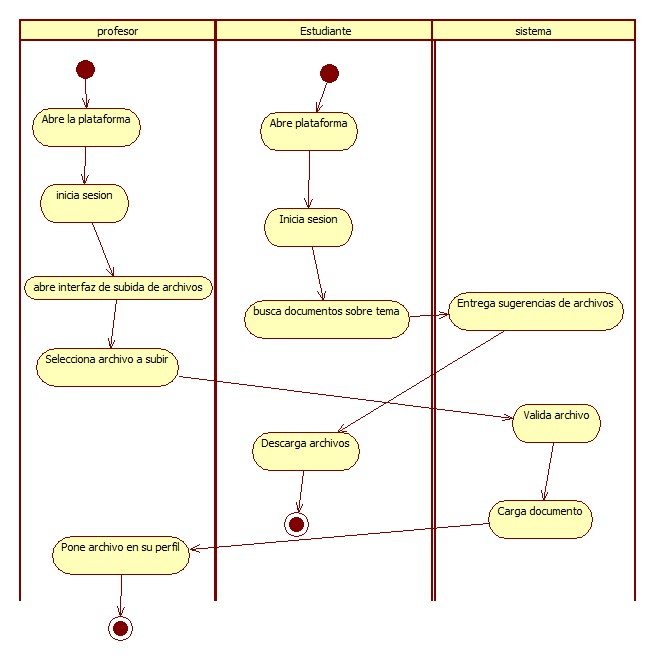 profesor
Estudiante
sistema
Abre la plataforma
Abre plataforma
inicia sesion
Inicia sesion
abre interfaz de subida de archivos
busca documentos sobre tema
Entrega sugerencias de archivos
Selecciona archivo a subir
Valida archivo
Descarga archivos
Carga documento
Pone archivo en su perfil